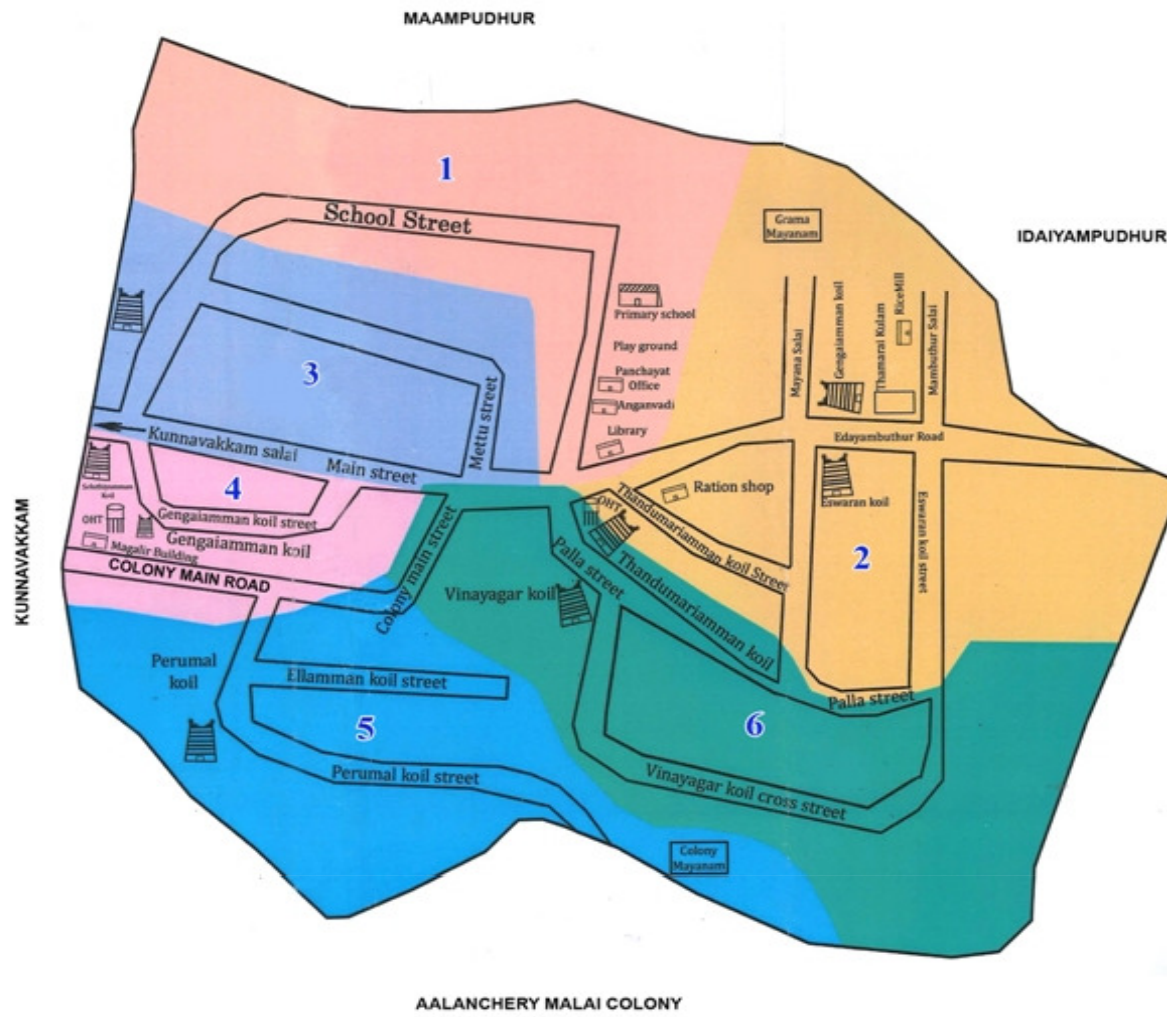 MAAMPUDHUR
1
School Street
Grama
Mayanam
IDAIYAMPUDHUR
Primary school
Play ground
Panchayat
Office
Anganvadi
Library
Mayana Salai
Gengaiamman koil
Thamarai Kulam
RiceMill
Mambuthur Salai
3
Mettu street
Kunnavakkam salai
Main street
Edayambuthur Road
4
Koil
OHT
Gengaiamman koil street
Gengaiamman koil
Magalir Building
COLONY MAIN ROAD
KUNNAVAKKAM
Colony main street
Ration shop
OHT
Thandumariamman koil Street
Eswaran koil
Eswaran koil street
2
Palla street
Thandumariamman koil
Vinayagar koil
Perumal
koil
Ellamman koil street
5
Perumal koil street
6
Palla street
Vinayagar koil cross street
Colony
Mayanam
AALANCHERY MALAI COLONY